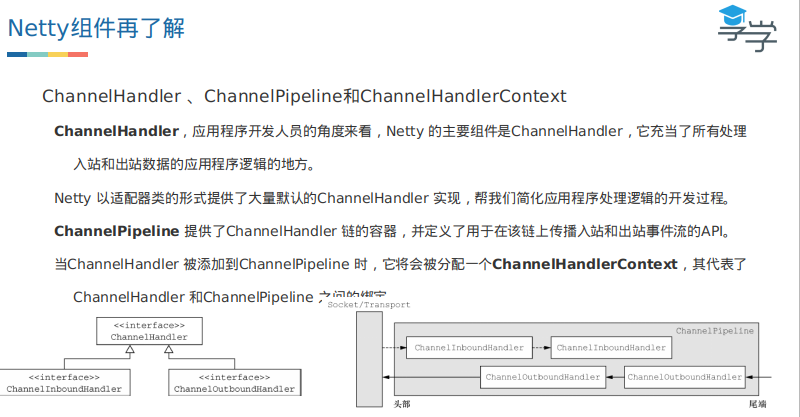 Netty组件再了解
享学
ChannelHandler 、ChannelPipeline和ChannelHandlerContext
ChannelHandler，应用程序开发人员的角度来看，Netty 的主要组件是ChannelHandler，它充当了所有处理
入站和出站数据的应用程序逻辑的地方。
Netty 以适配器类的形式提供了大量默认的ChannelHandler 实现，帮我们简化应用程序处理逻辑的开发过程。
ChannelPipeline 提供了ChannelHandler 链的容器，并定义了用于在该链上传播入站和出站事件流的API。
当ChannelHandler 被添加到ChannelPipeline 时，它将会被分配一个ChannelHandlerContext，其代表了
ChannelHandler 和ChannelPipeline 之间的绑定
<<interface>>
ChannelHandler
<<interface>>
ChannelInboundHandler
<<interface>>
ChannelOutboundHandler
Socket/Transport
ChannelPipeline
ChannelInboundHandler
ChannelInboundHandler
ChannelOutboundHandler
ChannelOutboundHandler
头部
尾端